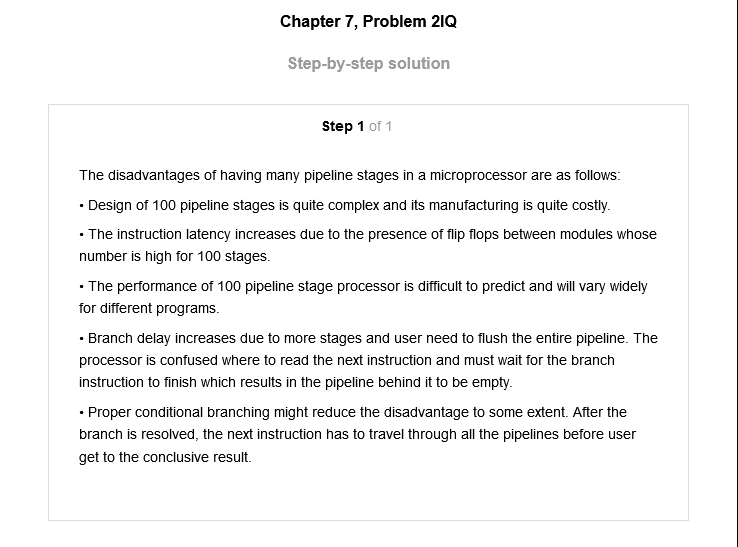 Chapter 7, Problem 2IQ
Step-by-step solution
Step 1 of 1
The disadvantages of having many pipeline stages in a microprocessor are as follows:
• Design of 100 pipeline stages is quite complex and its manufacturing is quite costly.
• The instruction latency increases due to the presence of flip flops between modules whose
number is high for 100 stages.
• The performance of 100 pipeline stage processor is difficult to predict and will vary widely
for different programs.
• Branch delay increases due to more stages and user need to flush the entire pipeline. The
processor is confused where to read the next instruction and must wait for the branch
instruction to finish which results in the pipeline behind it to be empty.
• Proper conditional branching might reduce the disadvantage to some extent. After the
branch is resolved, the next instruction has to travel through all the pipelines before user
get to the conclusive result.